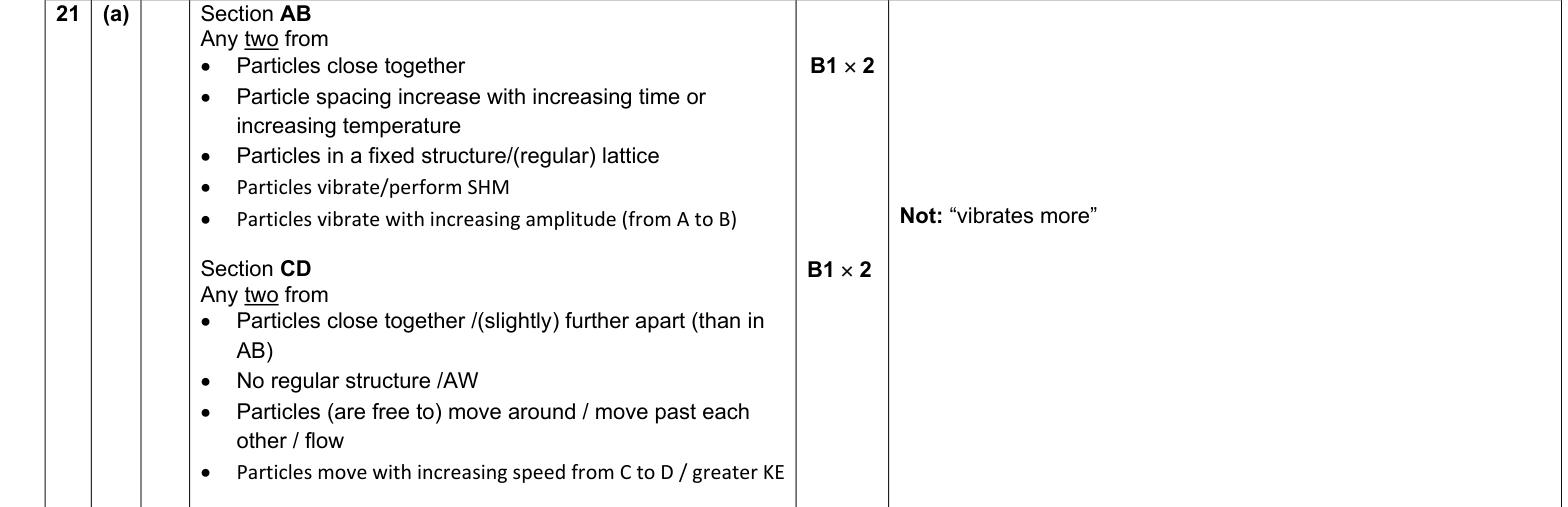 21 (a) Section AB
Any two from
• Particles close together B1 × 2
• Particle spacing increase with increasing time or
increasing temperature
• Particles in a fixed structure/(regular) lattice
• Particles vibrate/perform SHM
• Particles vibrate with increasing amplitude (from A to B) Not: “vibrates more”
Section CD B1 × 2
Any two from
• Particles close together /(slightly) further apart (than in
AB)
• No regular structure /AW
• Particles (are free to) move around / move past each
other / flow
• Particles move with increasing speed from C to D / greater KE